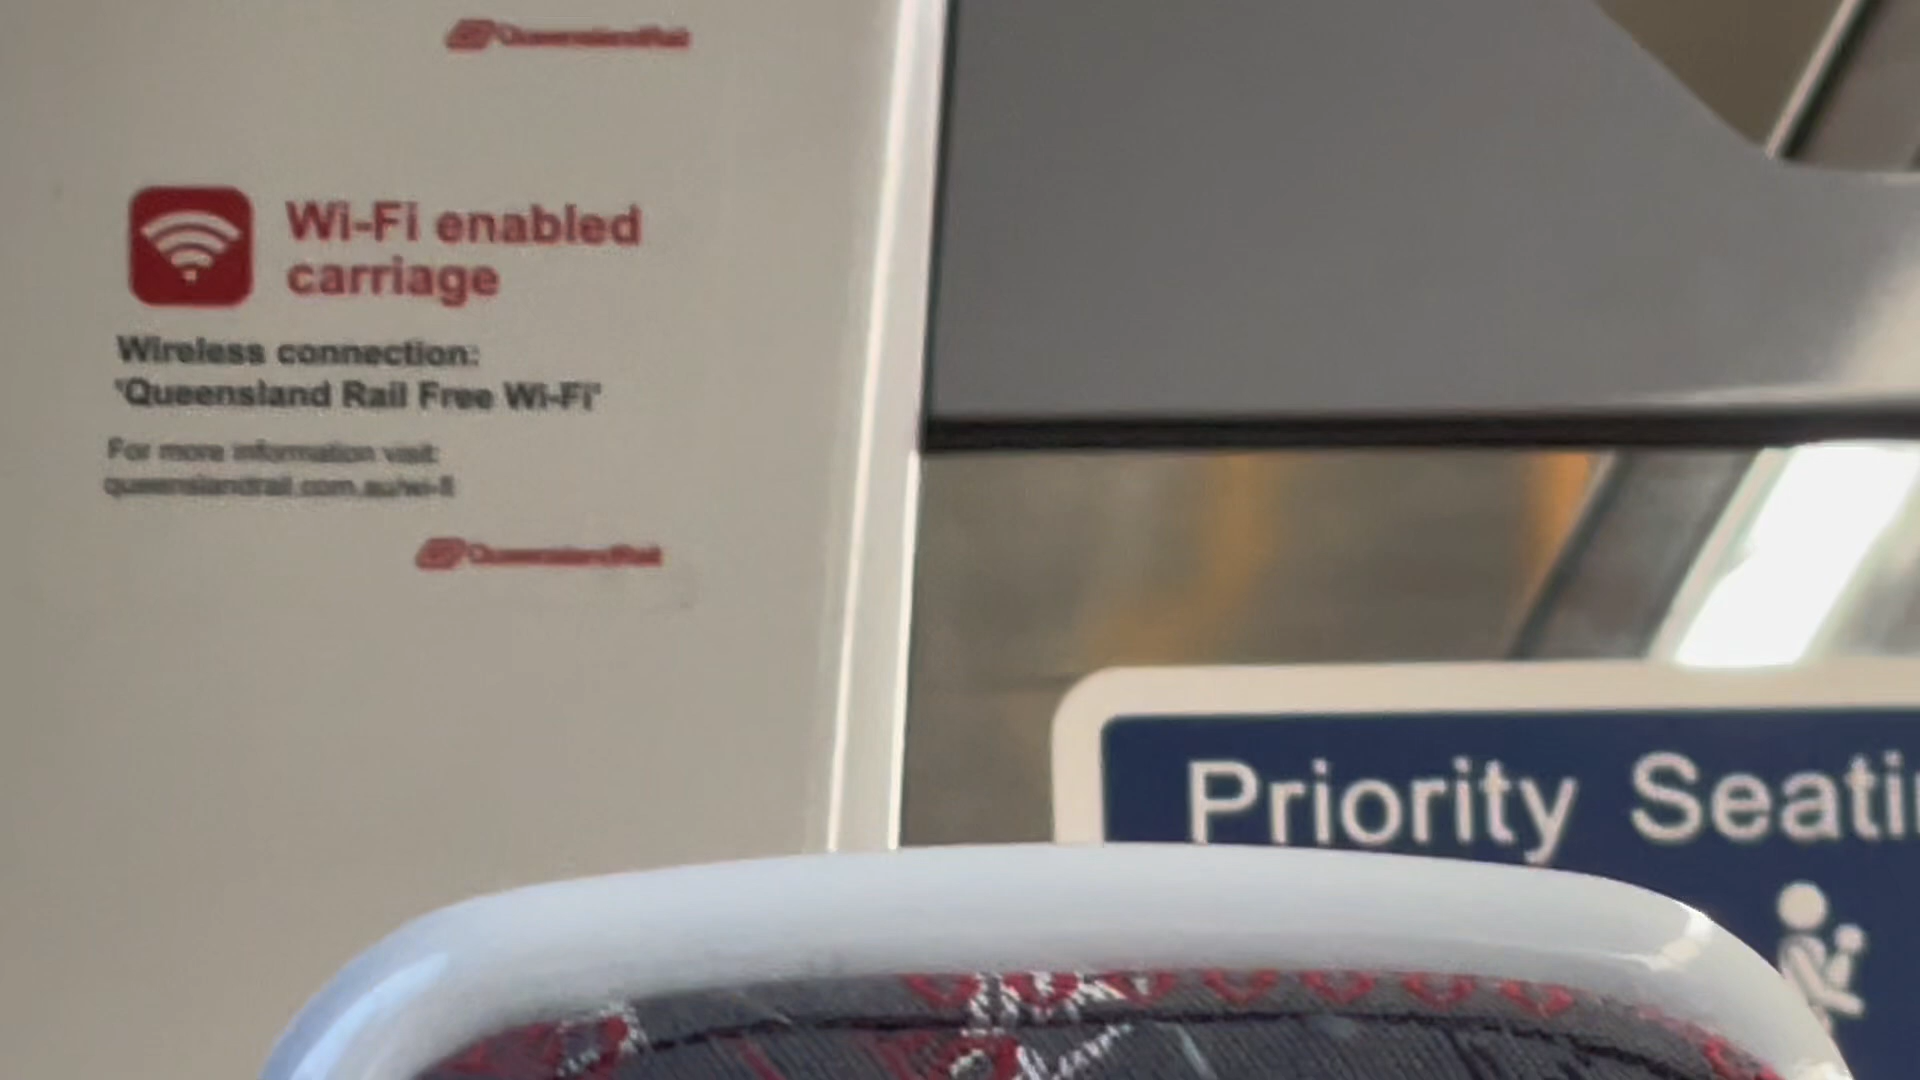 QueenslandRail
Wi-Fi enabled
carriage
Wireless connection:
'Queensland Rail Free Wi-Fi'
For more information visit:
queenslandrail.com.au/wi-fi
QueenslandRail
Priority Seatin